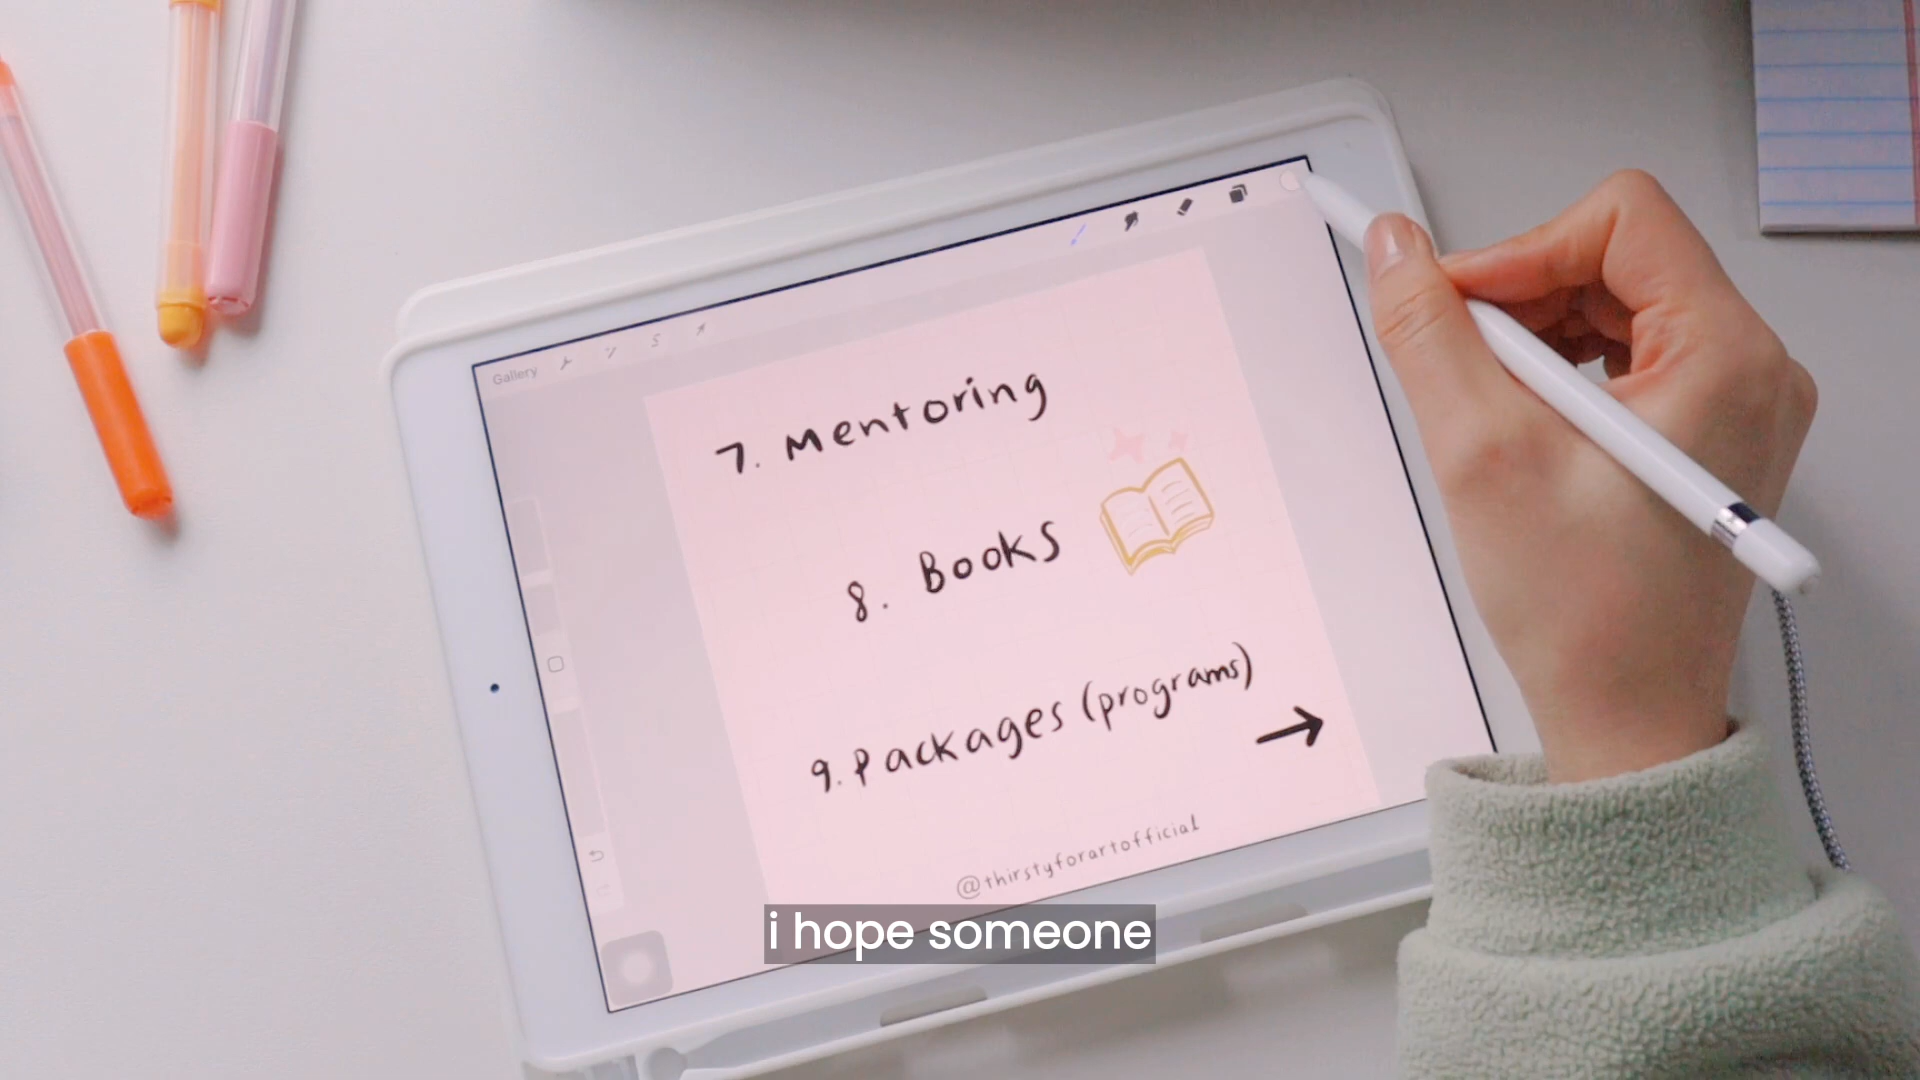 Gallery
7. Mentoring
8. Books
9. Packages (programs)
@thirstyforartofficial
i hope someone